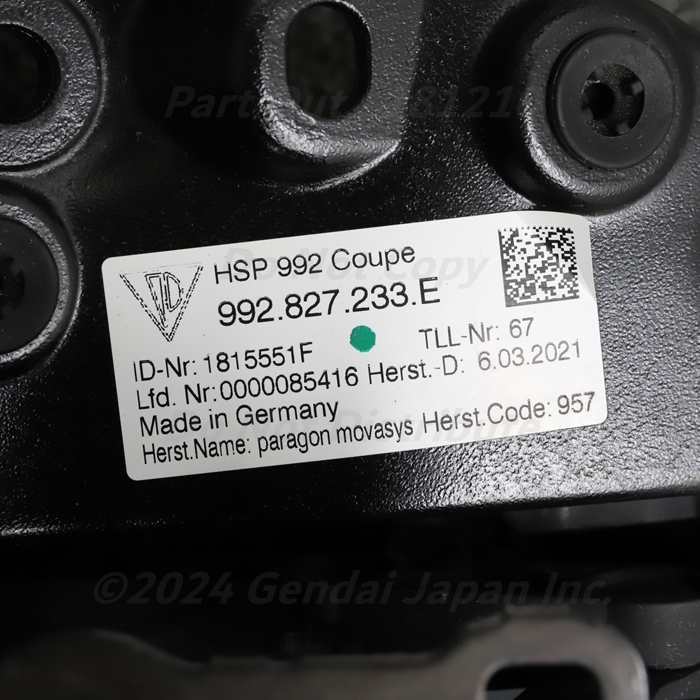 HSP 992 Coupe
992.827.233.E
ID-Nr: 1815551F
TLL-Nr: 67
Lfd. Nr:0000085416 Herst.-D: 6.03.2021
Made in Germany
Herst.Name: paragon movasys Herst.Code: 957
©2024 Gendai Japan Inc.